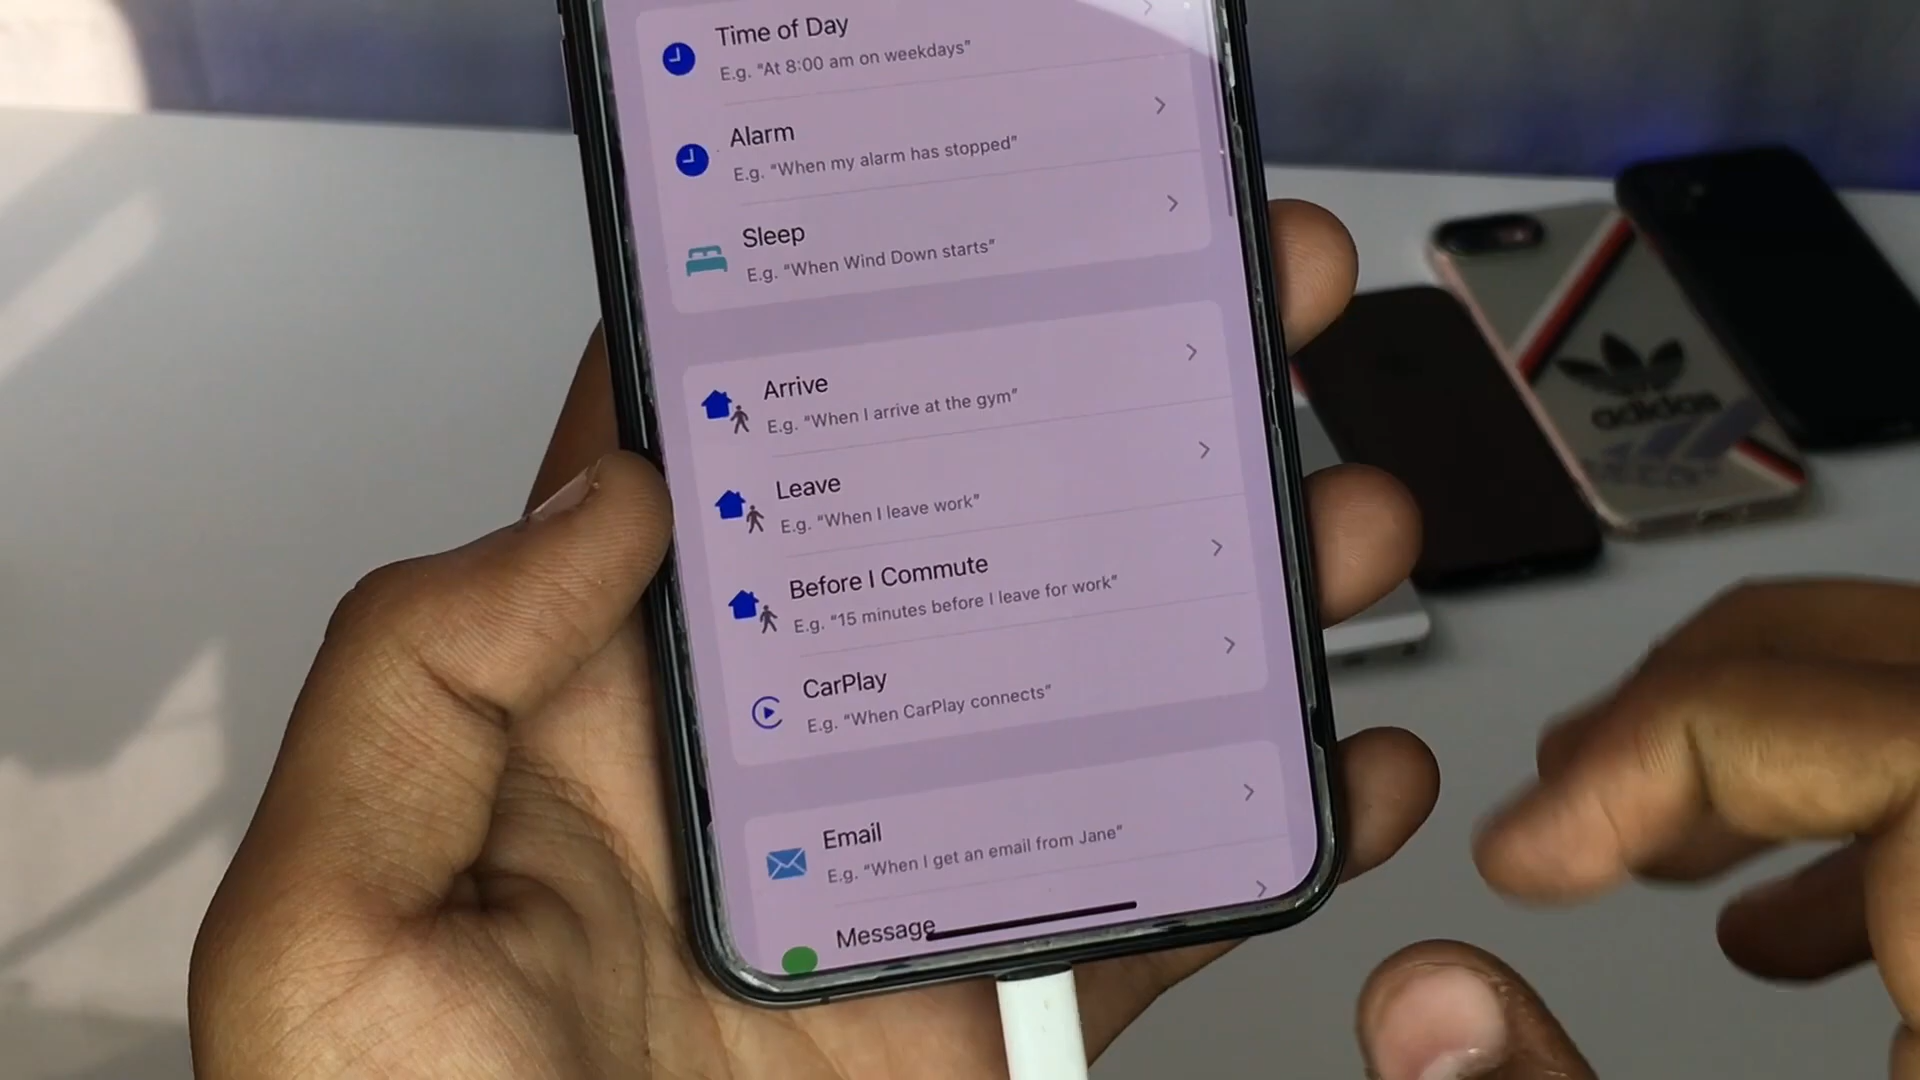 Time of Day
E.g. "At 8:00 am on weekdays"
Alarm
E.g. "When my alarm has stopped"
Sleep
E.g. "When Wind Down starts"
Arrive
E.g. "When I arrive at the gym"
Leave
E.g. "When I leave work"
Before I Commute
E.g. "15 minutes before I leave for work"
CarPlay
E.g. "When CarPlay connects"
Email
E.g. "When I get an email from Jane"
Message
adidas